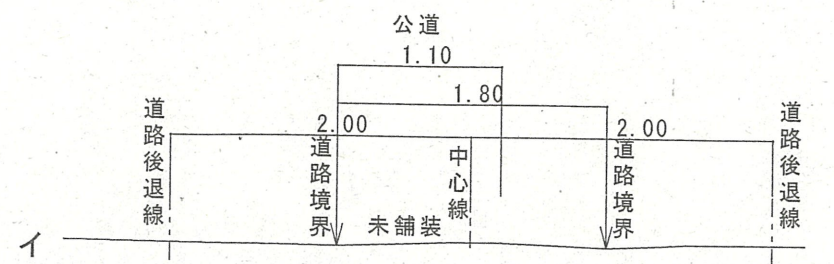 公道
1.10
1.80
2.00
2.00
道路後退線
道路境界
中心線
道路境界
道路後退線
未舗装
イ